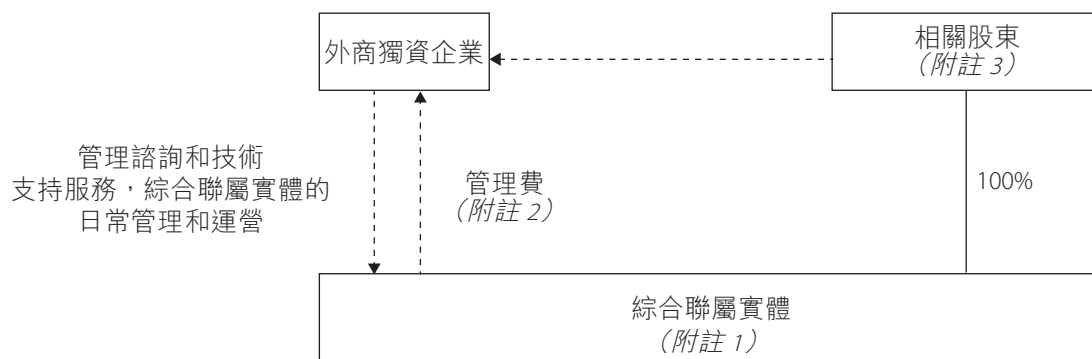 外商獨資企業
相關股東
（附註 3）
管理諮詢和技術
支持服務，綜合聯屬實體的
日常管理和運營
管理費
（附註 2）
100%
綜合聯屬實體
（附註 1）